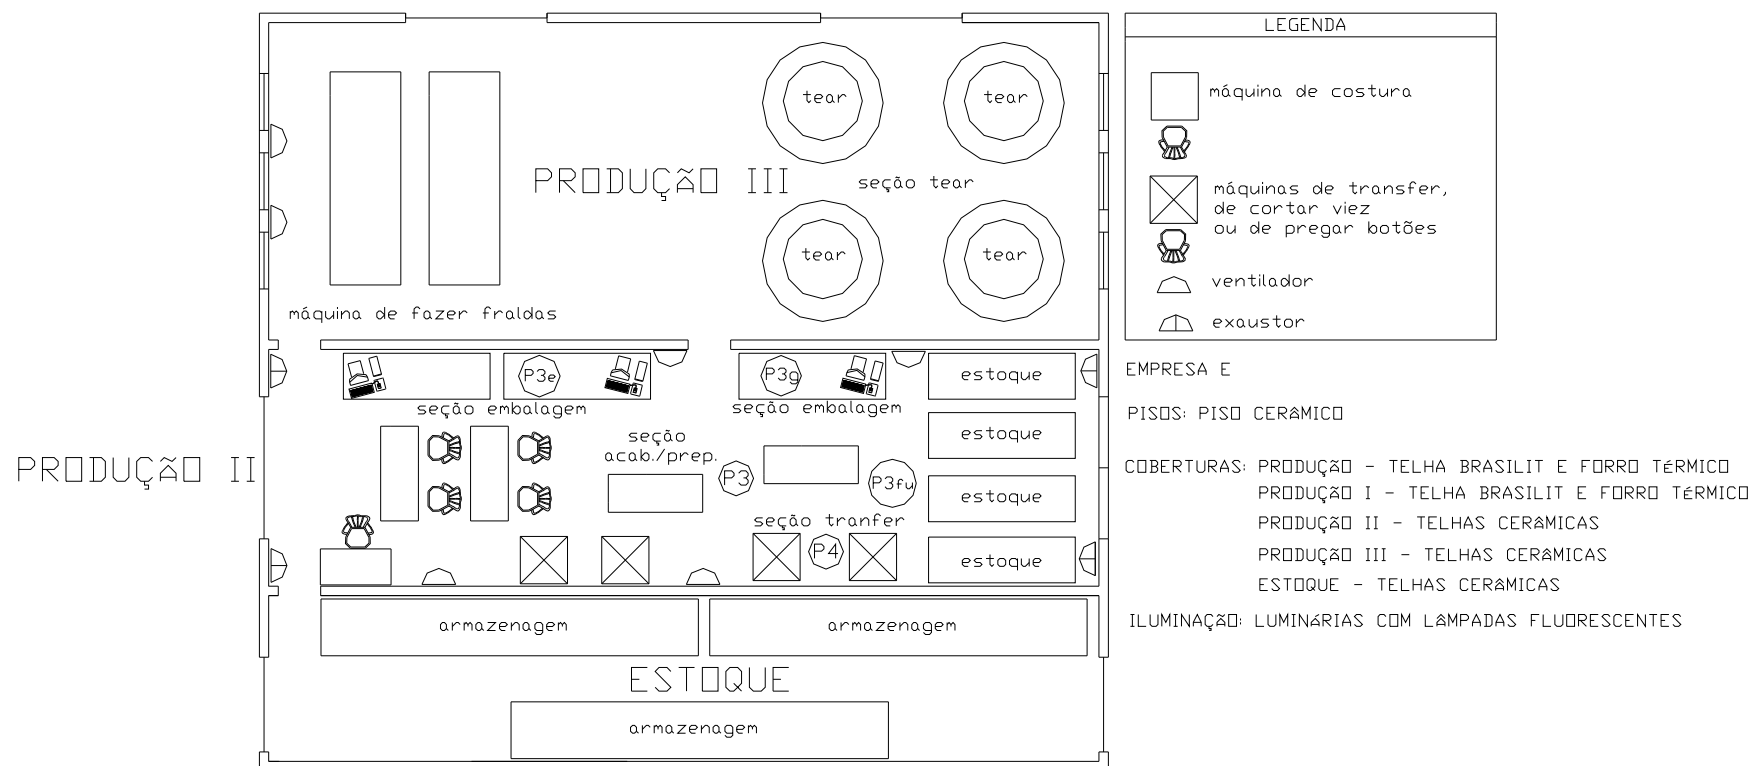 LEGENDA
máquina de costura
máquinas de transfer,
de cortar viez
ou de pregar botões
ventilador
exaustor
tear
tear
PRODUÇÃO III
seção tear
tear
tear
máquina de fazer fraldas
P3e
P3g
estoque
seção embalagem
seção embalagem
estoque
seção
acab./prep.
PRODUÇÃO II
P3
P3fu
estoque
seção tranfer
P4
estoque
armazenagem
armazenagem
ESTOQUE
armazenagem
EMPRESA E
PISOS: PISO CERÂMICO
COBERTURAS: PRODUÇÃO - TELHA BRASILIT E FORRO TÉRMICO
PRODUÇÃO I - TELHA BRASILIT E FORRO TÉRMICO
PRODUÇÃO II - TELHAS CERÂMICAS
PRODUÇÃO III - TELHAS CERÂMICAS
ESTOQUE - TELHAS CERÂMICAS
ILUMINAÇÃO: LUMINÁRIAS COM LÂMPADAS FLUORESCENTES